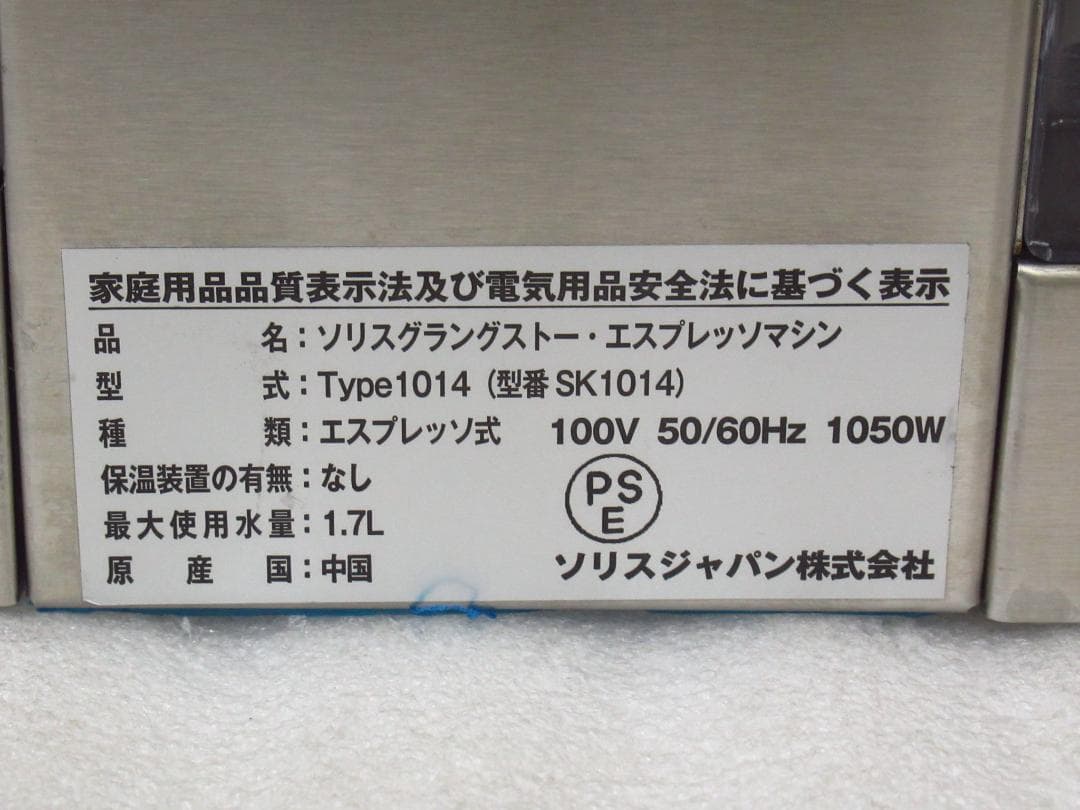 家庭用品品質表示法及び電気用品安全法に基づく表示
品名：ソリスグラングストー・エスプレッソマシン
型式：Type1014（型番 SK1014）
種類：エスプレッソ式 100V 50/60Hz 1050W
保温装置の有無：なし
PSE
最大使用水量：1.7L
原産国：中国 ソリスジャパン株式会社